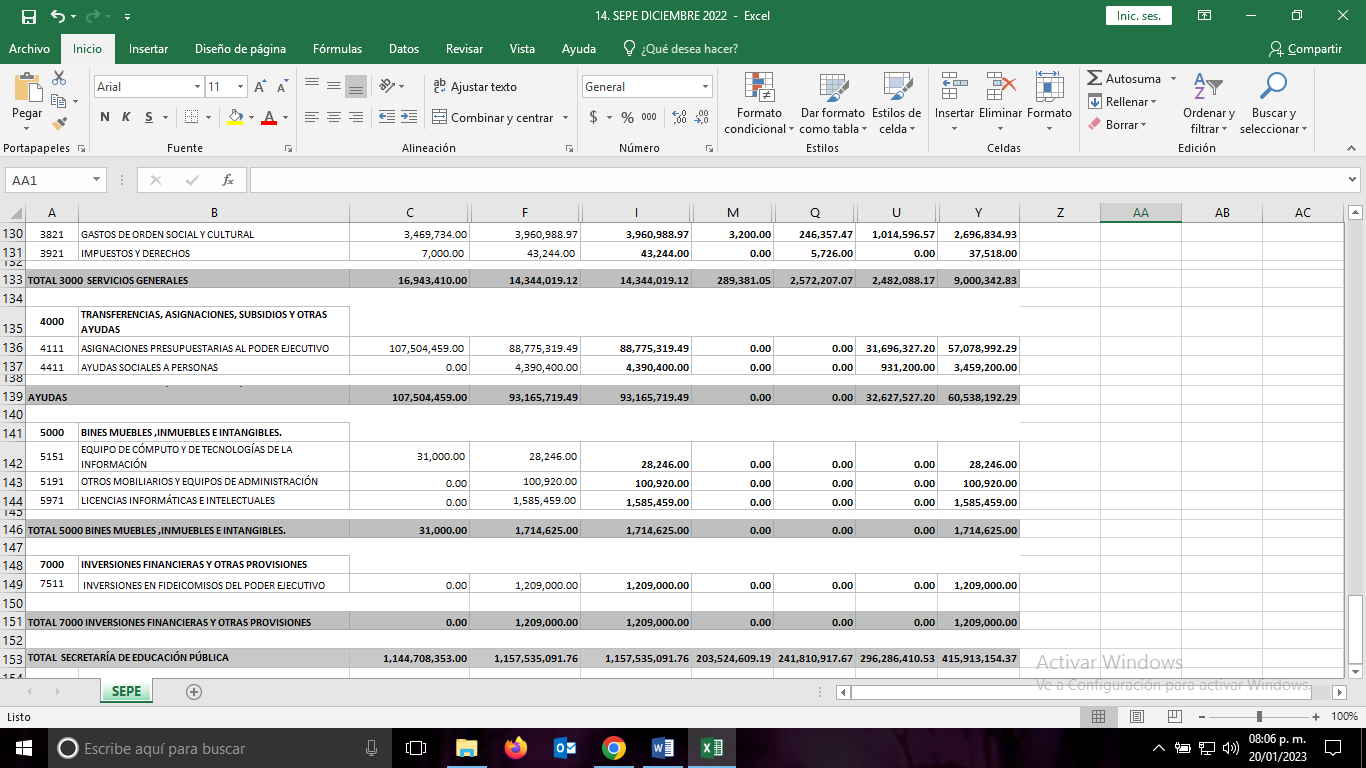 14. SEPE DICIEMBRE 2022 - Excel
Inic. ses.
Archivo Inicio Insertar Diseño de página Fórmulas Datos Revisar Vista Ayuda ¿Qué desea hacer? Compartir
Pegar
Arial 11
N K S
Ajustar texto
Combinar y centrar
General
$ % 000
Formato condicional
Dar formato como tabla
Estilos de celda
Insertar Eliminar Formato
Autosuma
Rellenar
Borrar
Ordenar y filtrar
Buscar y seleccionar
Portapapeles Fuente Alineación Número Estilos Celdas Edición
AA1 fx
A B C F I M Q U Y Z AA AB AC
130 3821 GASTOS DE ORDEN SOCIAL Y CULTURAL 3,469,734.00 3,960,988.97 3,960,988.97 3,200.00 246,357.47 1,014,596.57 2,696,834.93
131 3921 IMPUESTOS Y DERECHOS 7,000.00 43,244.00 43,244.00 0.00 5,726.00 0.00 37,518.00
132
133 TOTAL 3000 SERVICIOS GENERALES 16,943,410.00 14,344,019.12 14,344,019.12 289,381.05 2,572,207.07 2,482,088.17 9,000,342.83
134
135 4000 TRANSFERENCIAS, ASIGNACIONES, SUBSIDIOS Y OTRAS
AYUDAS
136 4111 ASIGNACIONES PRESUPUESTARIAS AL PODER EJECUTIVO 107,504,459.00 88,775,319.49 88,775,319.49 0.00 0.00 31,696,327.20 57,078,992.29
137 4411 AYUDAS SOCIALES A PERSONAS 0.00 4,390,400.00 4,390,400.00 0.00 0.00 931,200.00 3,459,200.00
138
139 AYUDAS 107,504,459.00 93,165,719.49 93,165,719.49 0.00 0.00 32,627,527.20 60,538,192.29
140
141 5000 BINES MUEBLES ,INMUEBLES E INTANGIBLES.
142 5151 EQUIPO DE CÓMPUTO Y DE TECNOLOGÍAS DE LA
INFORMACIÓN 31,000.00 28,246.00 28,246.00 0.00 0.00 0.00 28,246.00
143 5191 OTROS MOBILIARIOS Y EQUIPOS DE ADMINISTRACIÓN 0.00 100,920.00 100,920.00 0.00 0.00 0.00 100,920.00
144 5971 LICENCIAS INFORMÁTICAS E INTELECTUALES 0.00 1,585,459.00 1,585,459.00 0.00 0.00 0.00 1,585,459.00
145
146 TOTAL 5000 BINES MUEBLES ,INMUEBLES E INTANGIBLES. 31,000.00 1,714,625.00 1,714,625.00 0.00 0.00 0.00 1,714,625.00
147
148 7000 INVERSIONES FINANCIERAS Y OTRAS PROVISIONES
149 7511 INVERSIONES EN FIDEICOMISOS DEL PODER EJECUTIVO 0.00 1,209,000.00 1,209,000.00 0.00 0.00 0.00 1,209,000.00
150
151 TOTAL 7000 INVERSIONES FINANCIERAS Y OTRAS PROVISIONES 0.00 1,209,000.00 1,209,000.00 0.00 0.00 0.00 1,209,000.00
152
153 TOTAL SECRETARÍA DE EDUCACIÓN PÚBLICA 1,144,708,353.00 1,157,535,091.76 1,157,535,091.76 203,524,609.19 241,810,917.67 296,286,410.53 415,913,154.37
154
Activar Windows
Ve a Configuración para activar Windows.
SEPE
Listo 100%
Escribe aquí para buscar
08:06 p. m.
20/01/2023